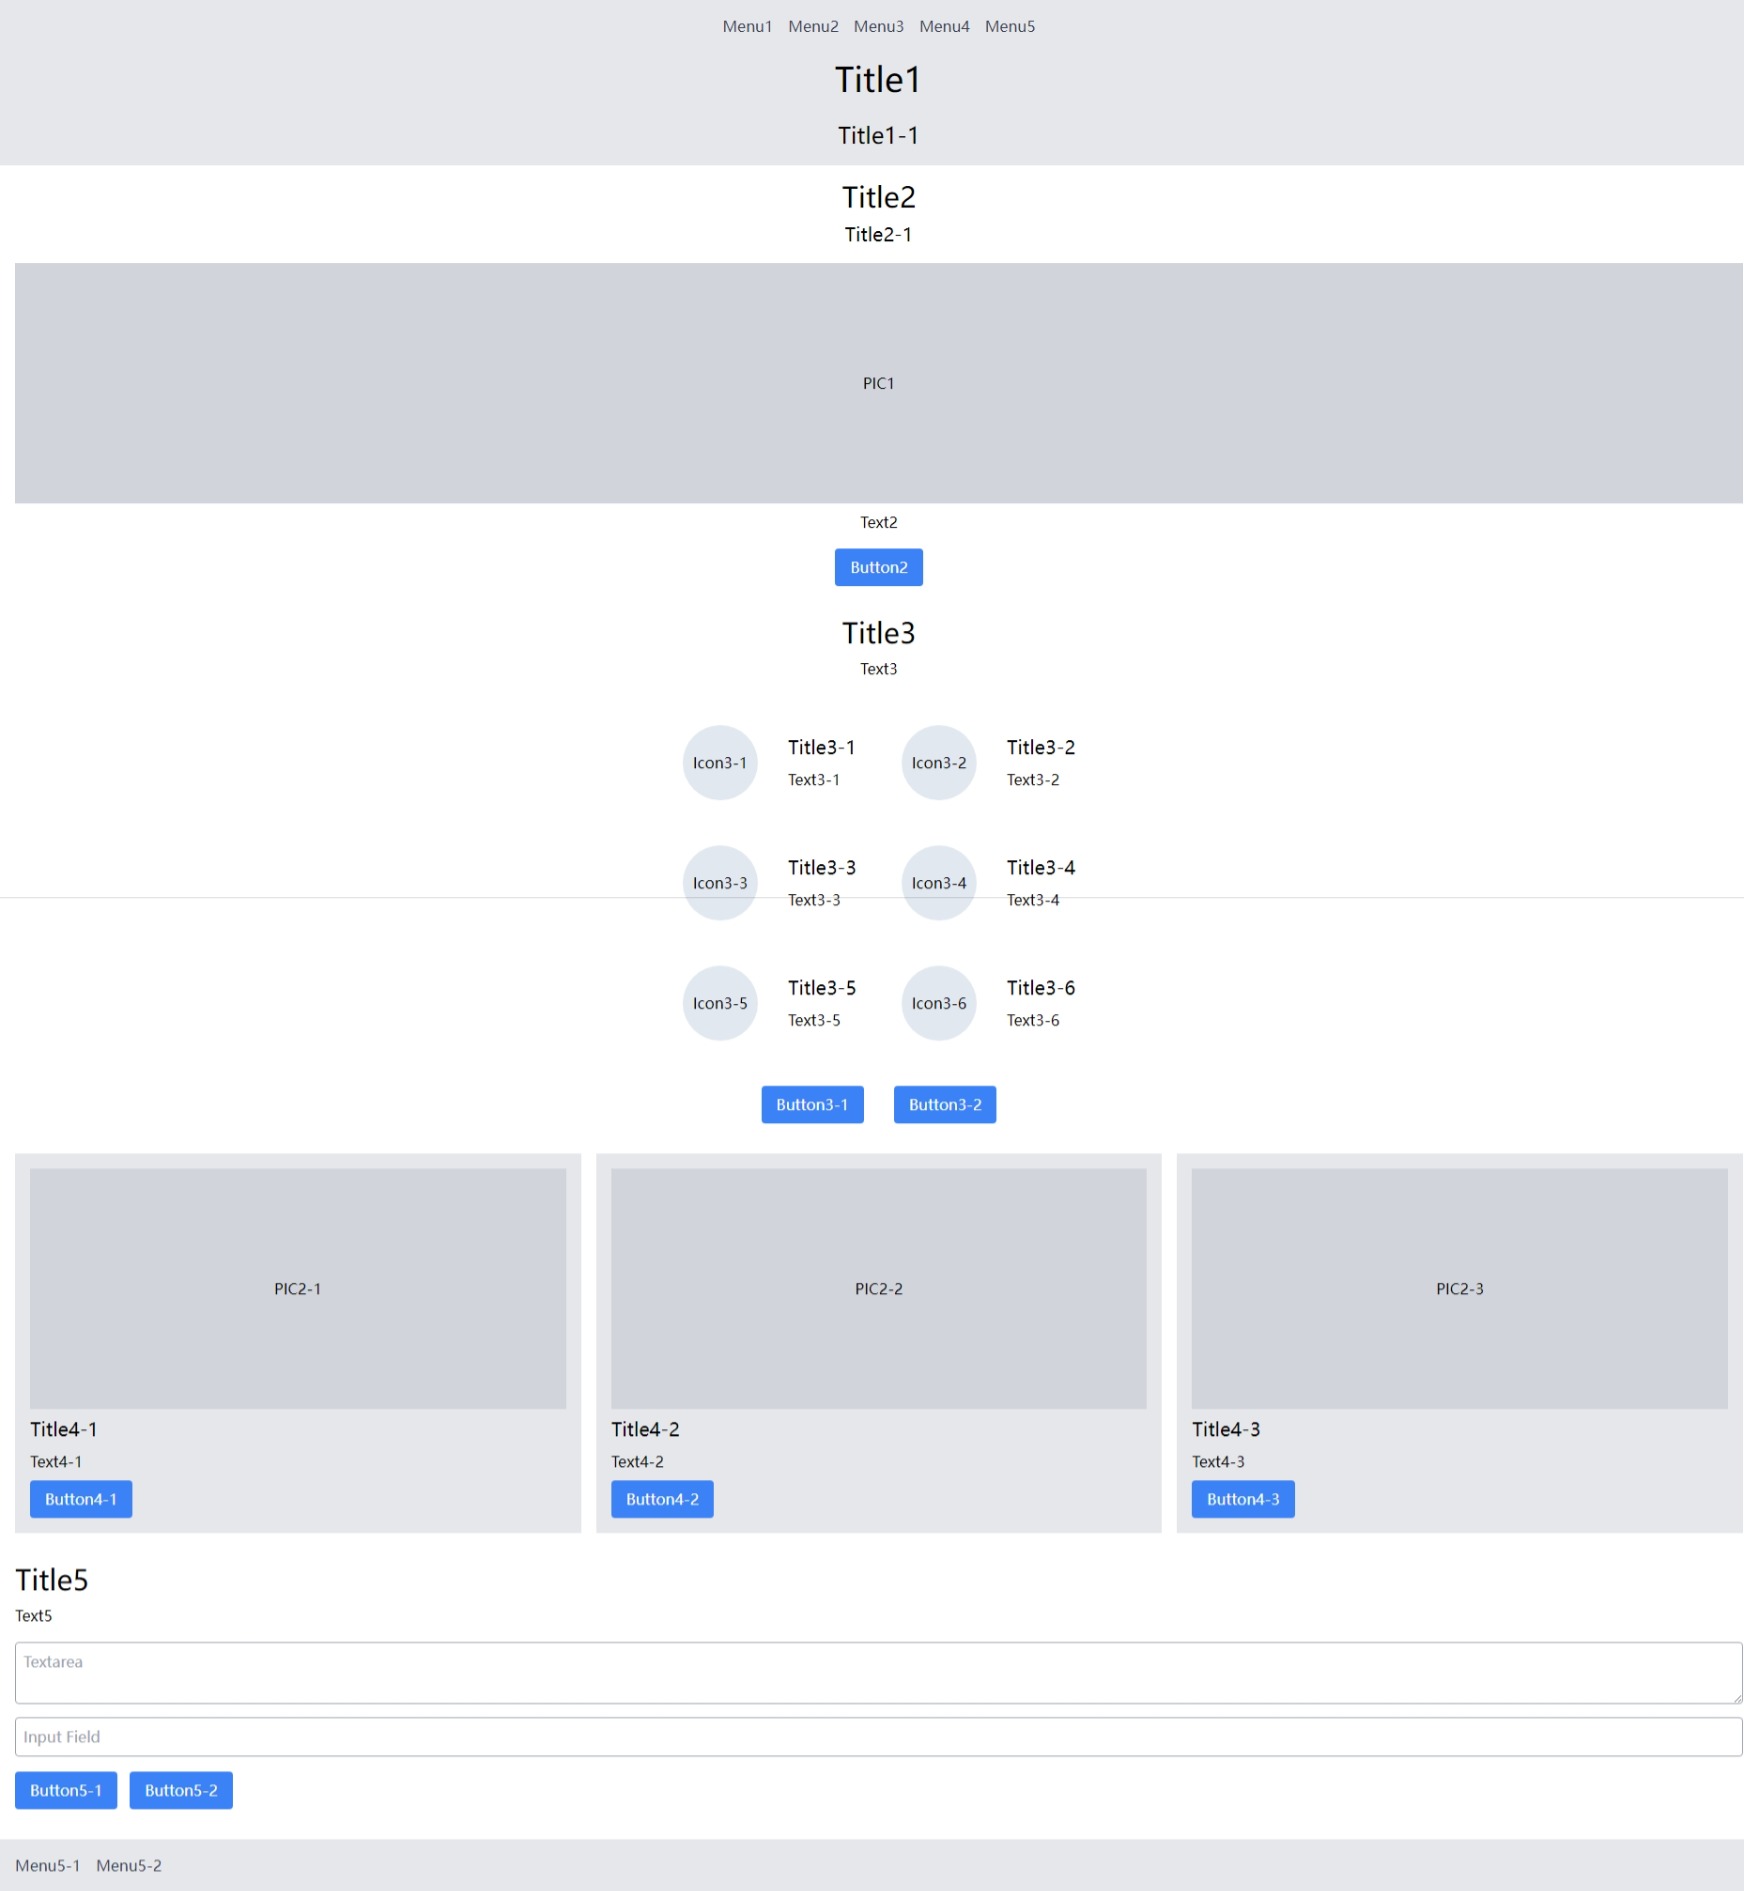 Menu1 Menu2 Menu3 Menu4 Menu5
Title1
Title1-1
Title2
Title2-1
PIC1
Text2
Button2
Title3
Text3
Icon3-1
Title3-1
Text3-1
Icon3-2
Title3-2
Text3-2
Icon3-3
Title3-3
Text3-3
Icon3-4
Title3-4
Text3-4
Icon3-5
Title3-5
Text3-5
Icon3-6
Title3-6
Text3-6
Button3-1
Button3-2
PIC2-1
Title4-1
Text4-1
Button4-1
PIC2-2
Title4-2
Text4-2
Button4-2
PIC2-3
Title4-3
Text4-3
Button4-3
Title5
Text5
Textarea
Input Field
Button5-1
Button5-2
Menu5-1 Menu5-2